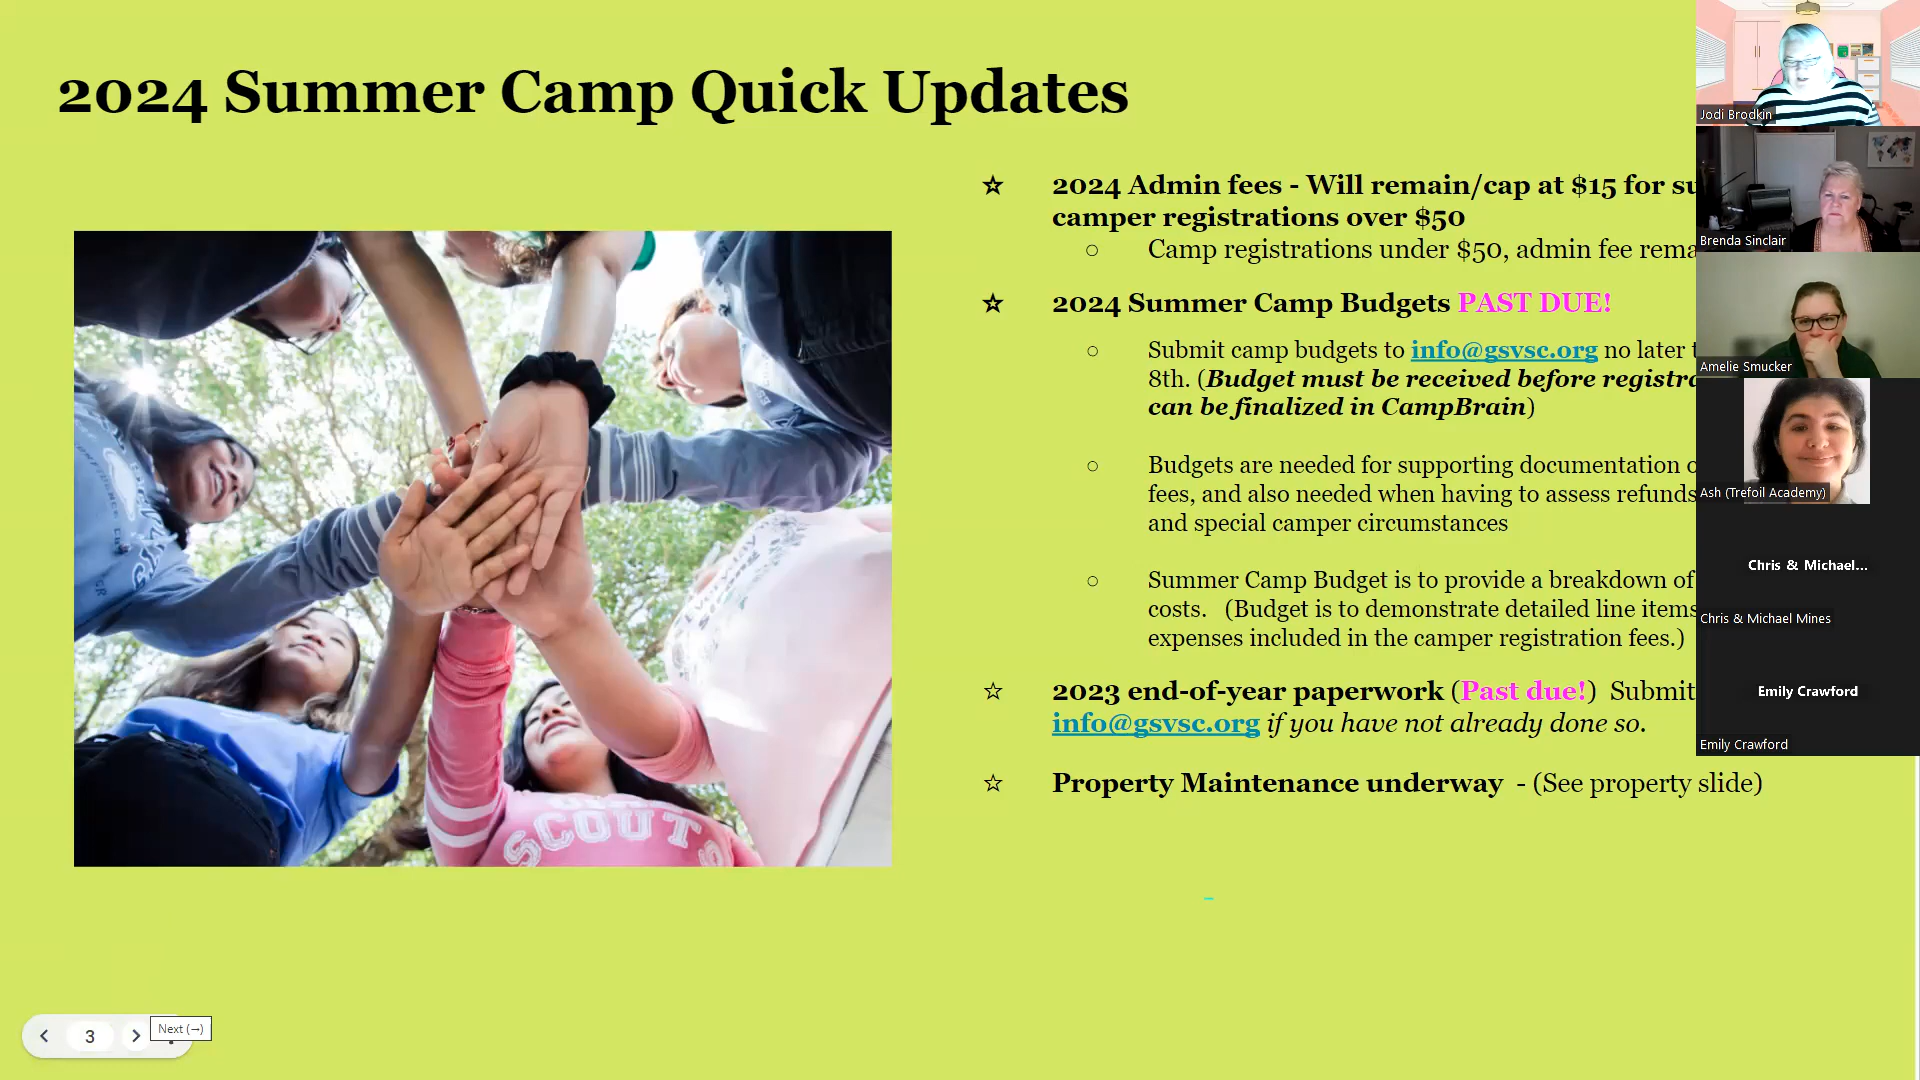 2024 Summer Camp Quick Updates
☆ 2024 Admin fees - Will remain/cap at $15 for
camper registrations over $50
○ Camp registrations under $50, admin fee
☆ 2024 Summer Camp Budgets PAST DUE!
○ Submit camp budgets to info@gsvsc.org no later
8th. (Budget must be received before
can be finalized in CampBrain)
○ Budgets are needed for supporting documentation
fees, and also needed when having to assess refunds
and special camper circumstances
○ Summer Camp Budget is to provide a breakdown of
costs. (Budget is to demonstrate detailed line items
expenses included in the camper registration fees.)
☆ 2023 end-of-year paperwork (Past due!) Submit
info@gsvsc.org if you have not already done so.
☆ Property Maintenance underway - (See property slide)
SCOUTS
3
Next (→)
Jodi Brodkin
Brenda Sinclair
Amelie Smucker
Ash (Trefoil Academy)
Chris & Michael...
Chris & Michael Mines
Emily Crawford
Emily Crawford